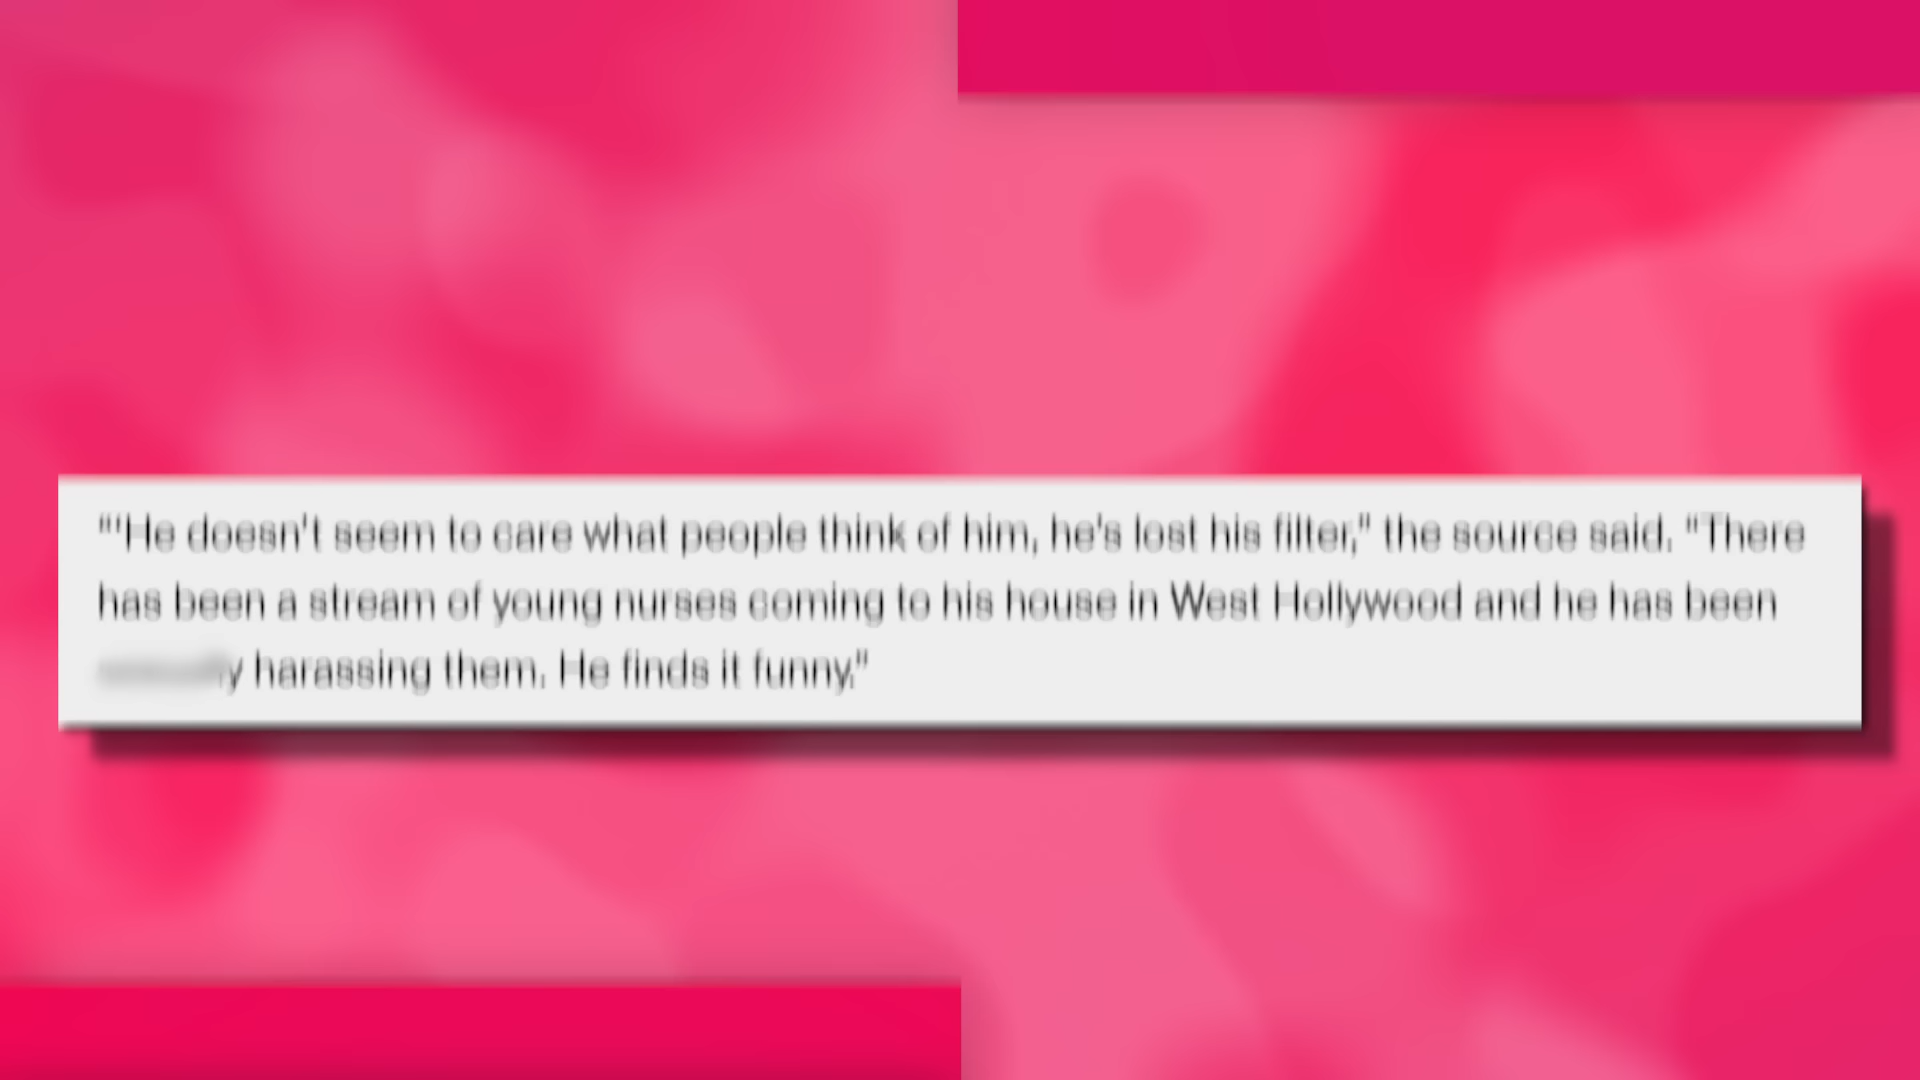 "'He doesn't seem to care what people think of him, he's lost his filter," the source said. "There
has been a stream of young nurses coming to his house in West Hollywood and he has been
harassing them. He finds it funny."